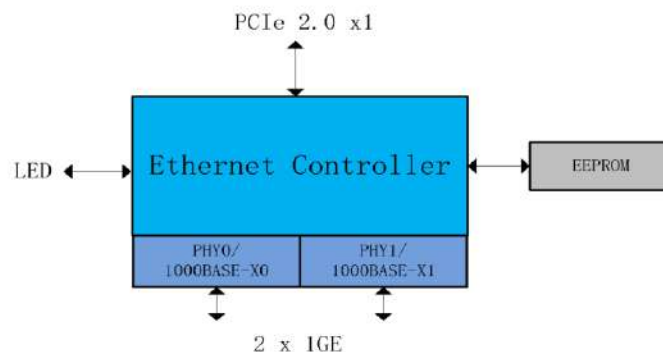 PCIe 2.0 x1
LED
Ethernet Controller
EEPROM
PHY0/
1000BASE-X0
PHY1/
1000BASE-X1
2 x 1GE